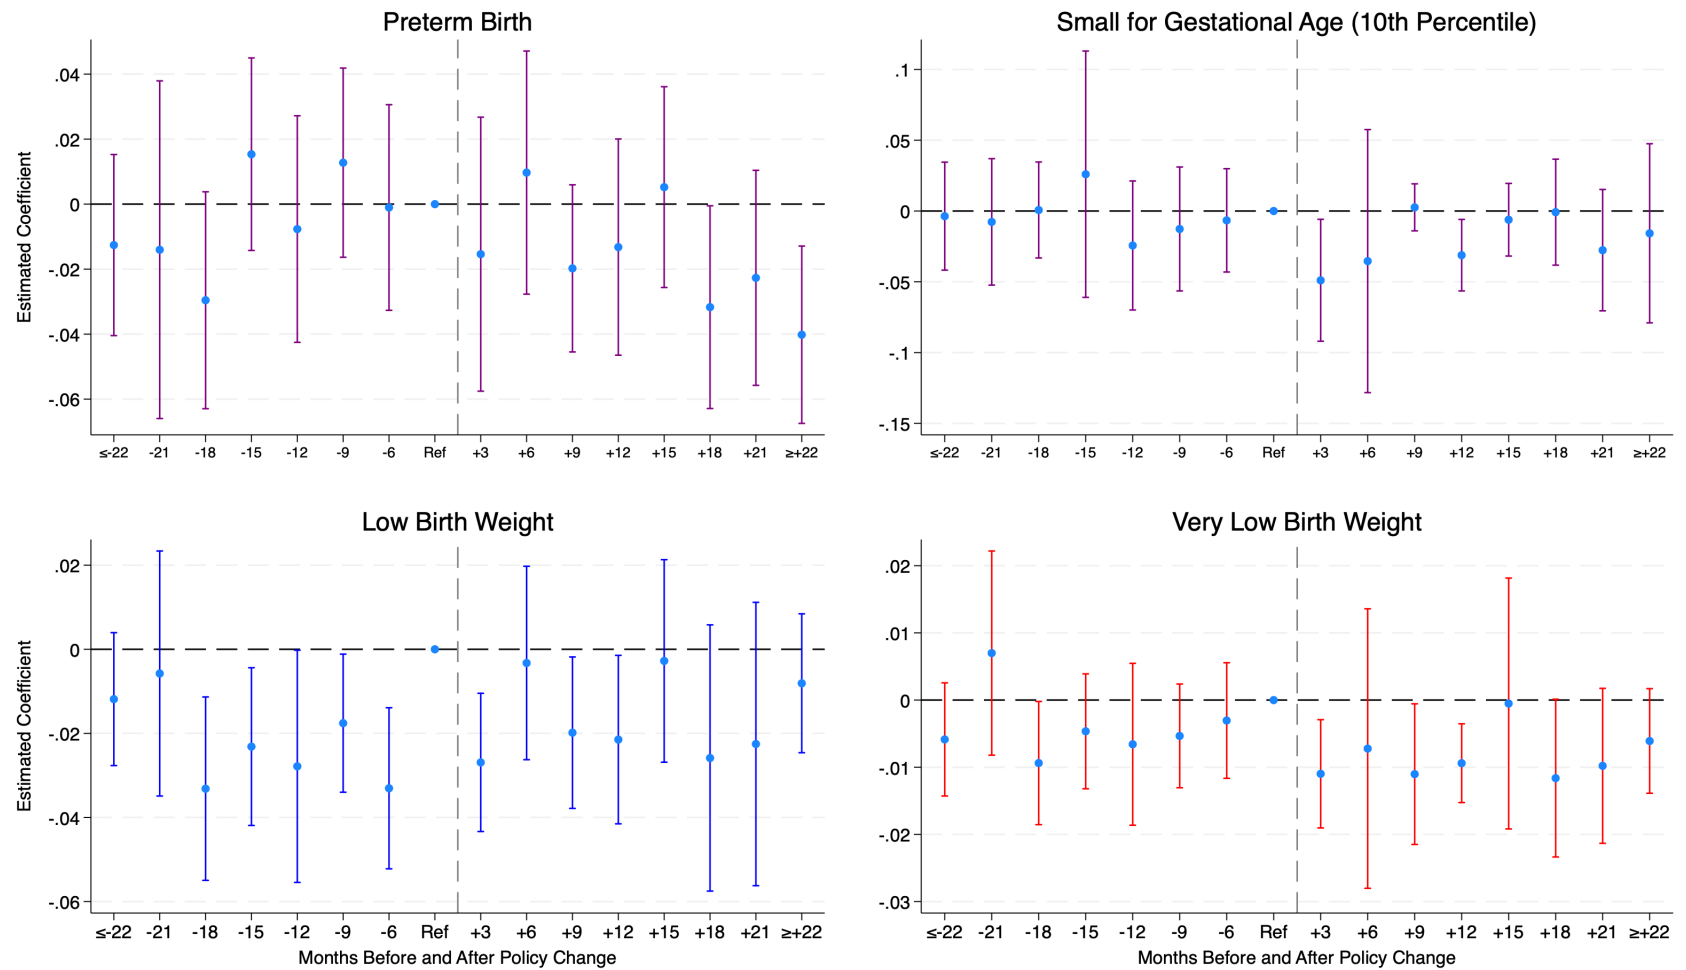 Preterm Birth
Estimated Coefficient
.04
.02
0
-.02
-.04
-.06
≤-22 -21 -18 -15 -12 -9 -6 Ref +3 +6 +9 +12 +15 +18 +21 ≥+22
Small for Gestational Age (10th Percentile)
.1
.05
0
-.05
-.1
-.15
≤-22 -21 -18 -15 -12 -9 -6 Ref +3 +6 +9 +12 +15 +18 +21 ≥+22
Low Birth Weight
Estimated Coefficient
.02
0
-.02
-.04
-.06
≤-22 -21 -18 -15 -12 -9 -6 Ref +3 +6 +9 +12 +15 +18 +21 ≥+22
Months Before and After Policy Change
Very Low Birth Weight
.02
.01
0
-.01
-.02
-.03
≤-22 -21 -18 -15 -12 -9 -6 Ref +3 +6 +9 +12 +15 +18 +21 ≥+22
Months Before and After Policy Change